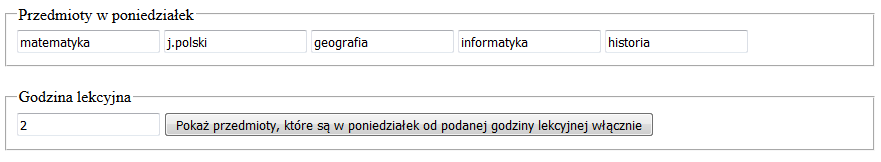 Przedmioty w poniedziałek
matematyka j.polski geografia informatyka historia
Godzina lekcyjna
2 Pokaż przedmioty, które są w poniedziałek od podanej godziny lekcyjnej włącznie